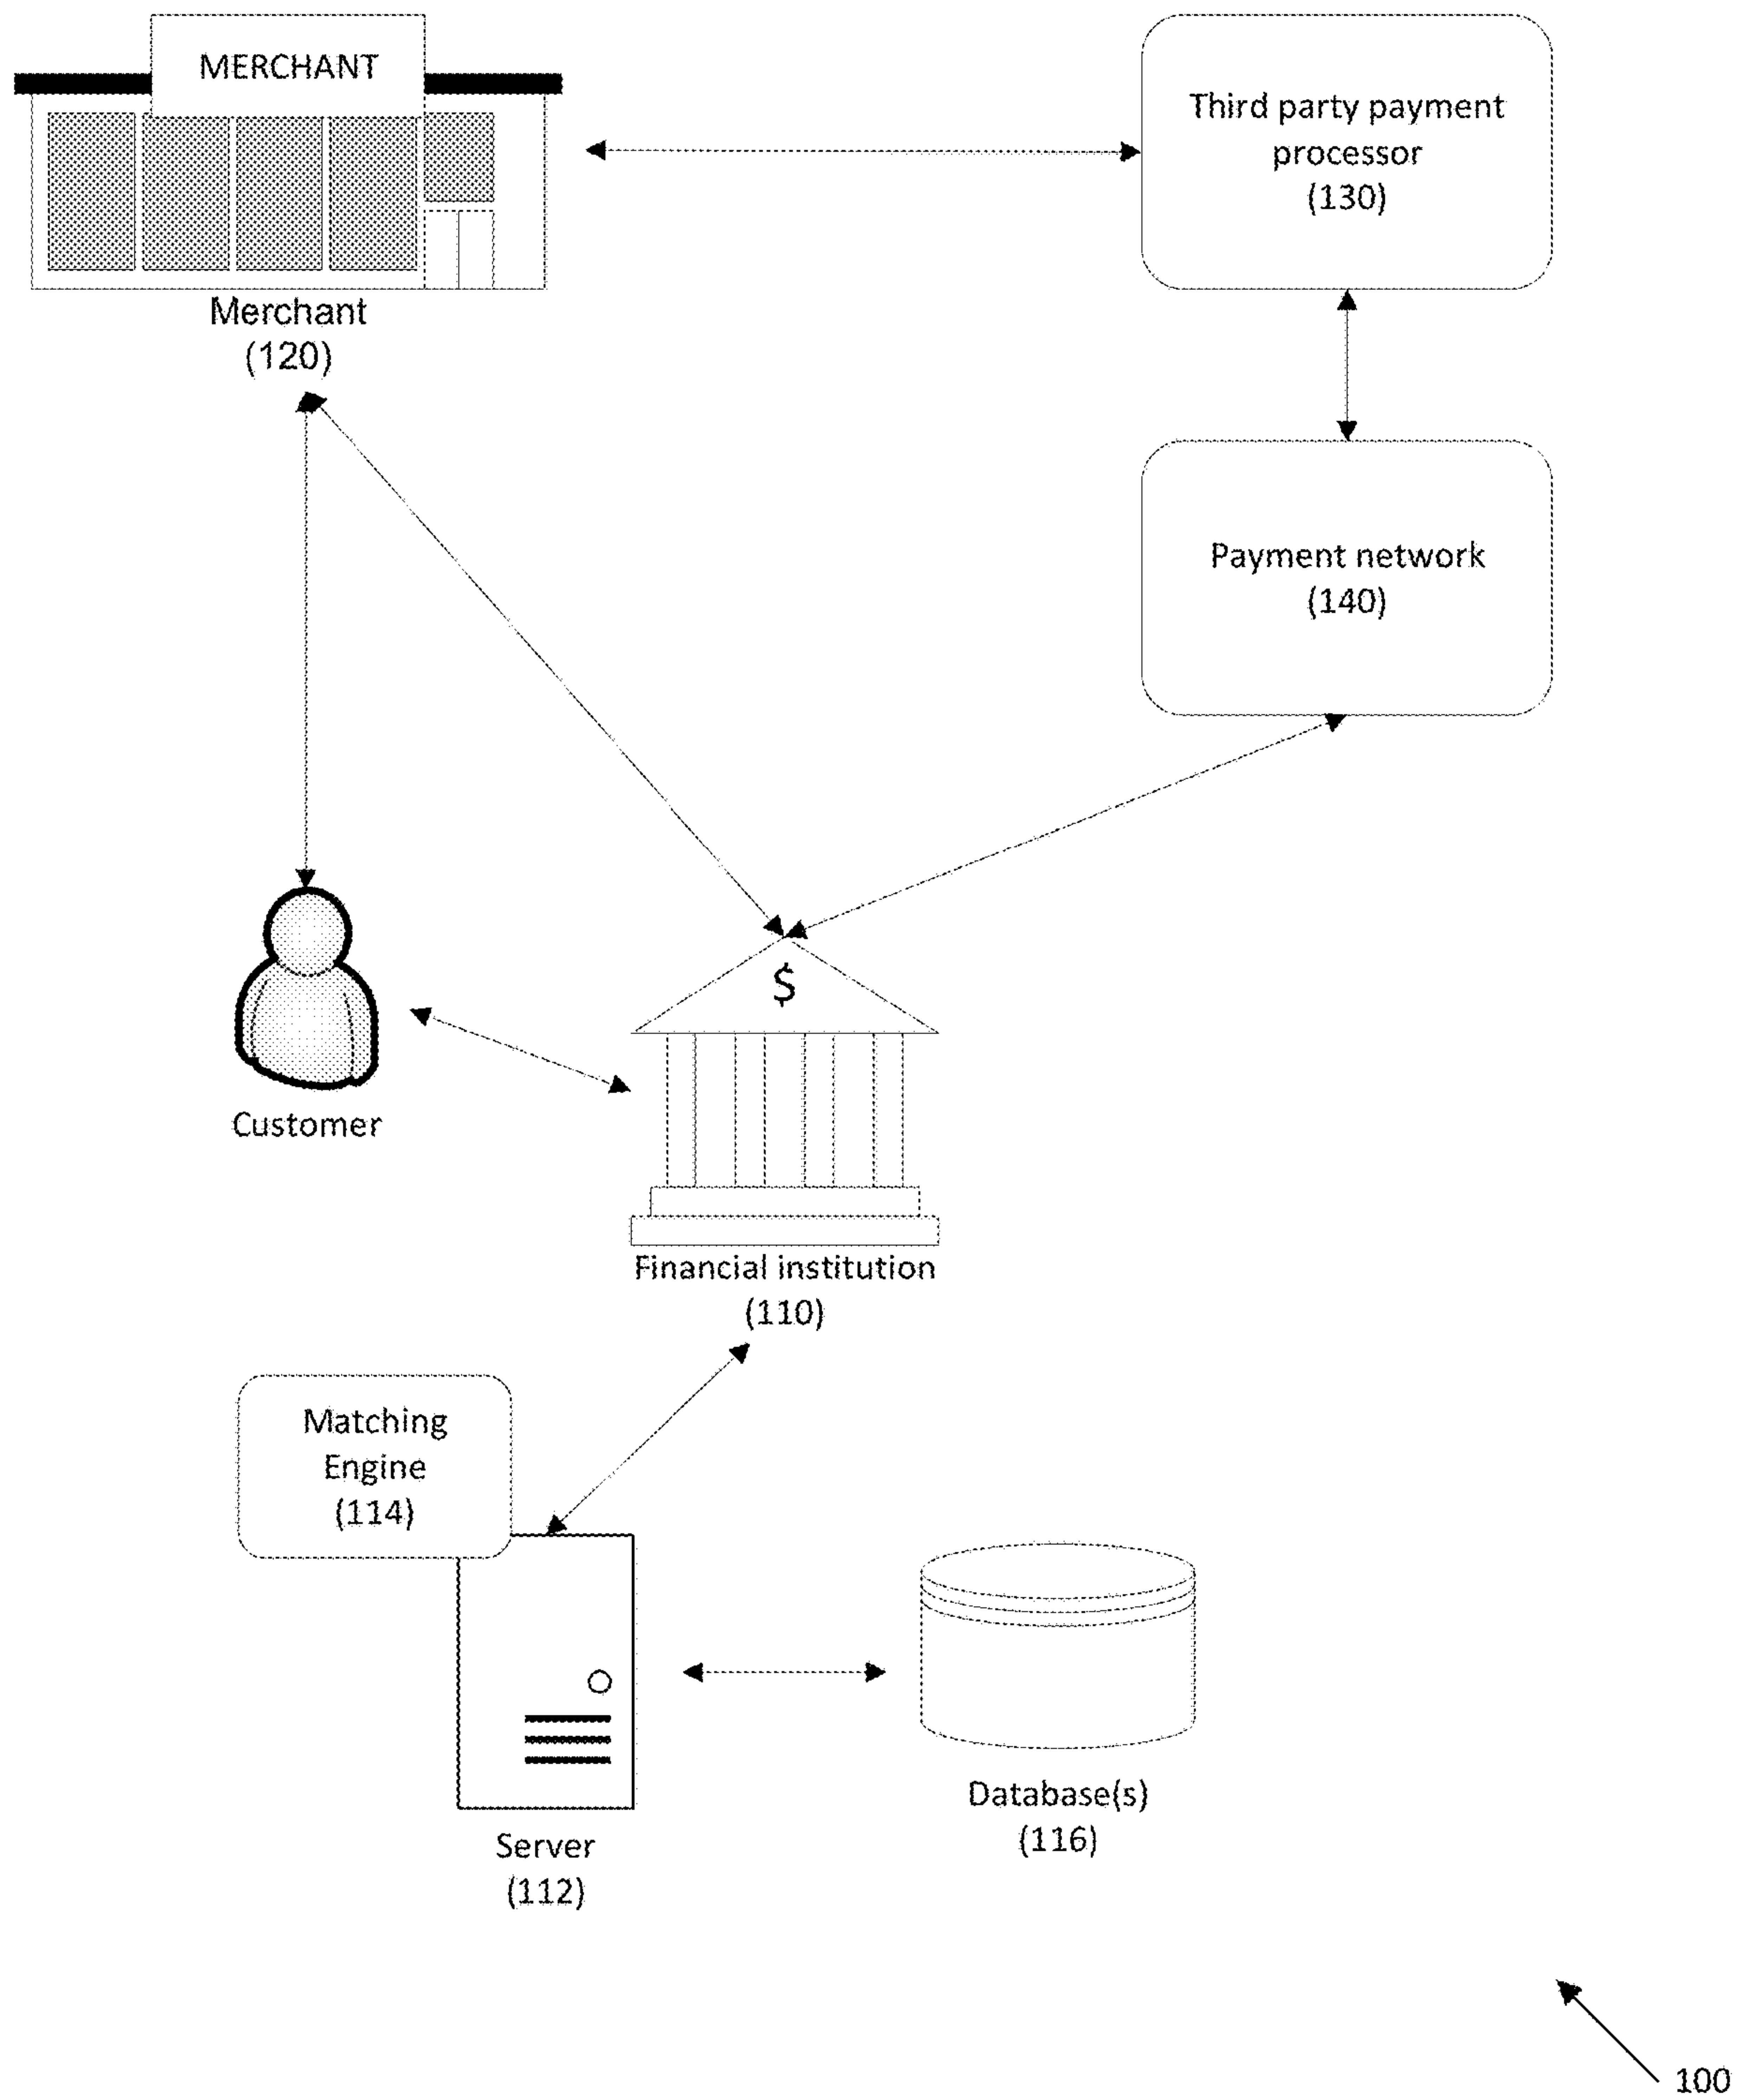 MERCHANT
Merchant
(120)
Third party payment
processor
(130)
Payment network
(140)
$
Customer
Financial institution
(110)
Matching
Engine
(114)
Server
(112)
Database(s)
(116)
100